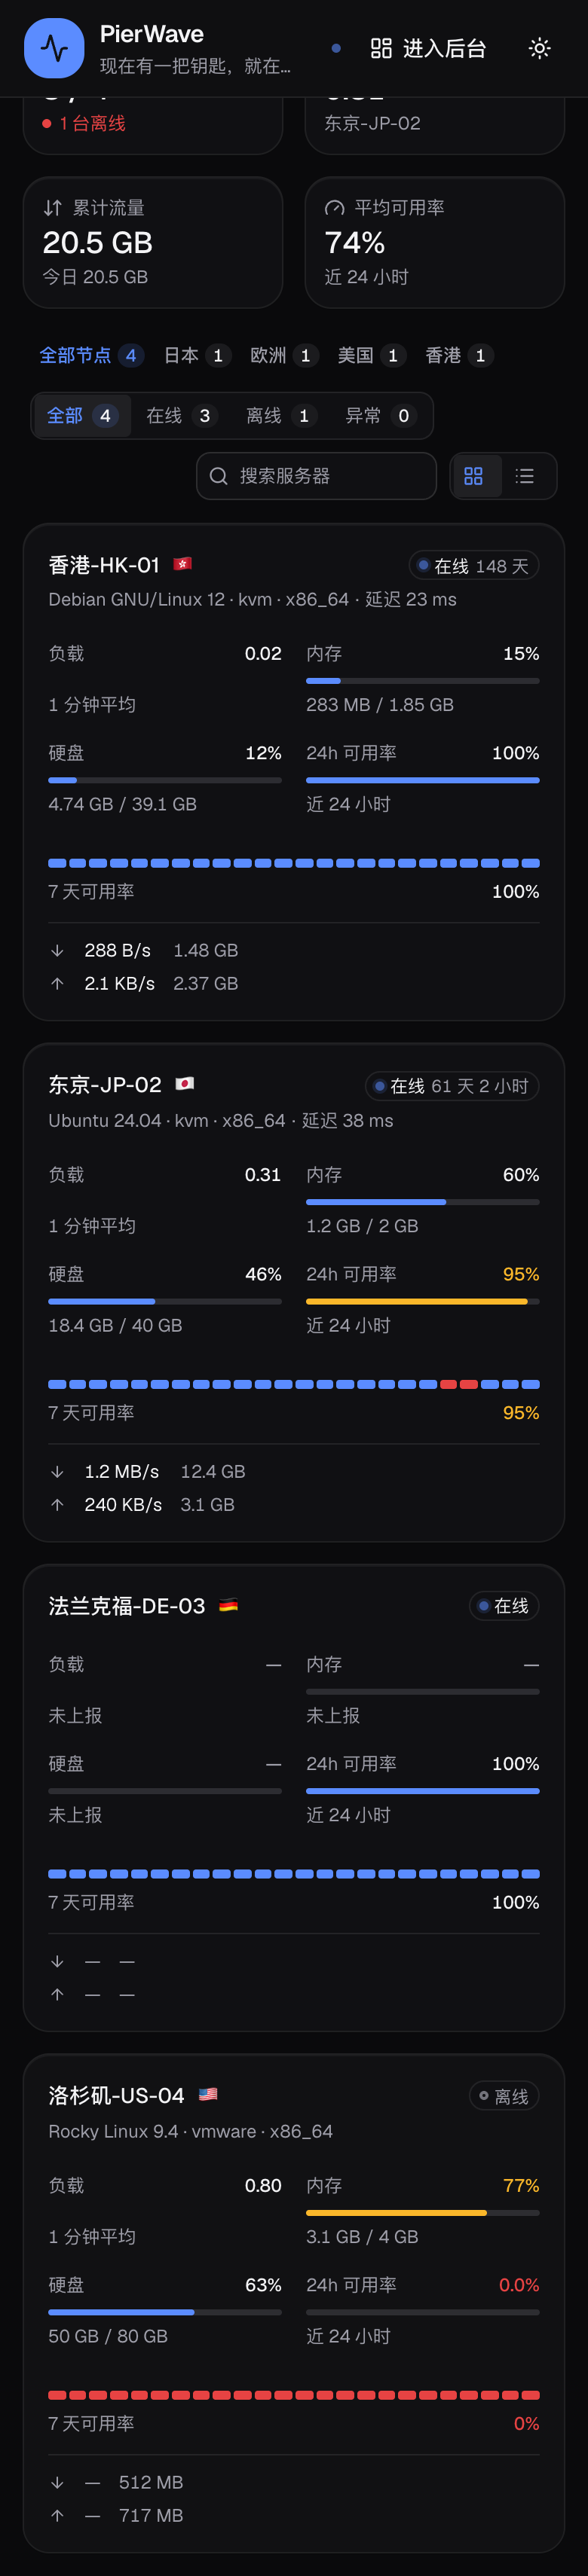 PierWave
现在有一把钥匙，就在…
进入后台
1 台离线
东京-JP-02
累计流量
20.5 GB
今日 20.5 GB
平均可用率
74%
近 24 小时
全部节点 4 日本 1 欧洲 1 美国 1 香港 1
全部 4 在线 3 离线 1 异常 0
搜索服务器
香港-HK-01 在线 148 天
Debian GNU/Linux 12 · kvm · x86_64 · 延迟 23 ms
负载 0.02 内存 15%
1 分钟平均 283 MB / 1.85 GB
硬盘 12% 24h 可用率 100%
4.74 GB / 39.1 GB 近 24 小时
7 天可用率 100%
↓ 288 B/s 1.48 GB
↑ 2.1 KB/s 2.37 GB
东京-JP-02 在线 61 天 2 小时
Ubuntu 24.04 · kvm · x86_64 · 延迟 38 ms
负载 0.31 内存 60%
1 分钟平均 1.2 GB / 2 GB
硬盘 46% 24h 可用率 95%
18.4 GB / 40 GB 近 24 小时
7 天可用率 95%
↓ 1.2 MB/s 12.4 GB
↑ 240 KB/s 3.1 GB
法兰克福-DE-03 在线
负载 — 内存 —
未上报 未上报
硬盘 — 24h 可用率 100%
未上报 近 24 小时
7 天可用率 100%
↓ — —
↑ — —
洛杉矶-US-04 离线
Rocky Linux 9.4 · vmware · x86_64
负载 0.80 内存 77%
1 分钟平均 3.1 GB / 4 GB
硬盘 63% 24h 可用率 0.0%
50 GB / 80 GB 近 24 小时
7 天可用率 0%
↓ — 512 MB
↑ — 717 MB